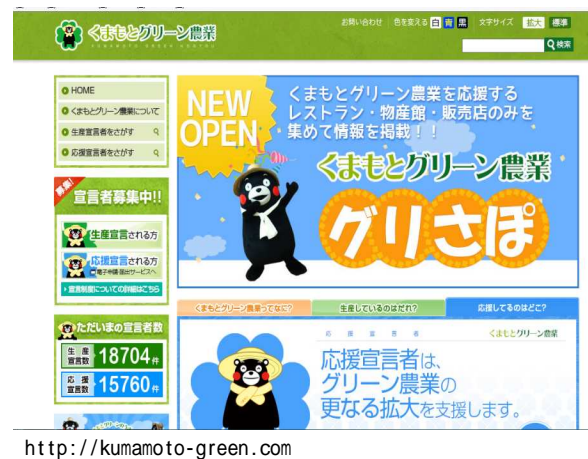 くまもとグリーン農業
KUMAMOTO GREEN NOUGYOU
お問い合わせ 色を変える 白 青 黒 文字サイズ 拡大 標準
検索
HOME
くまもとグリーン農業について
生産宣言者をさがす
応援宣言者をさがす
募集!
宣言者募集中!!
生産宣言される方
応援宣言される方
電子申請・届出サービスへ
宣言制度についての詳細はこちら
ただいまの宣言者数
生産宣言数 18704件
応援宣言数 15760件
NEW
OPEN
くまもとグリーン農業を応援する
レストラン・物産館・販売店のみを
集めて情報を掲載!!
くまもとグリーン農業
グリさぽ
くまもとグリーン農業ってなに?
生産しているのはだれ?
応援してるのはどこ?
応援宣言者
くまもとグリーン農業
応援宣言者は、
グリーン農業の
更なる拡大を支援します。
http://kumamoto-green.com